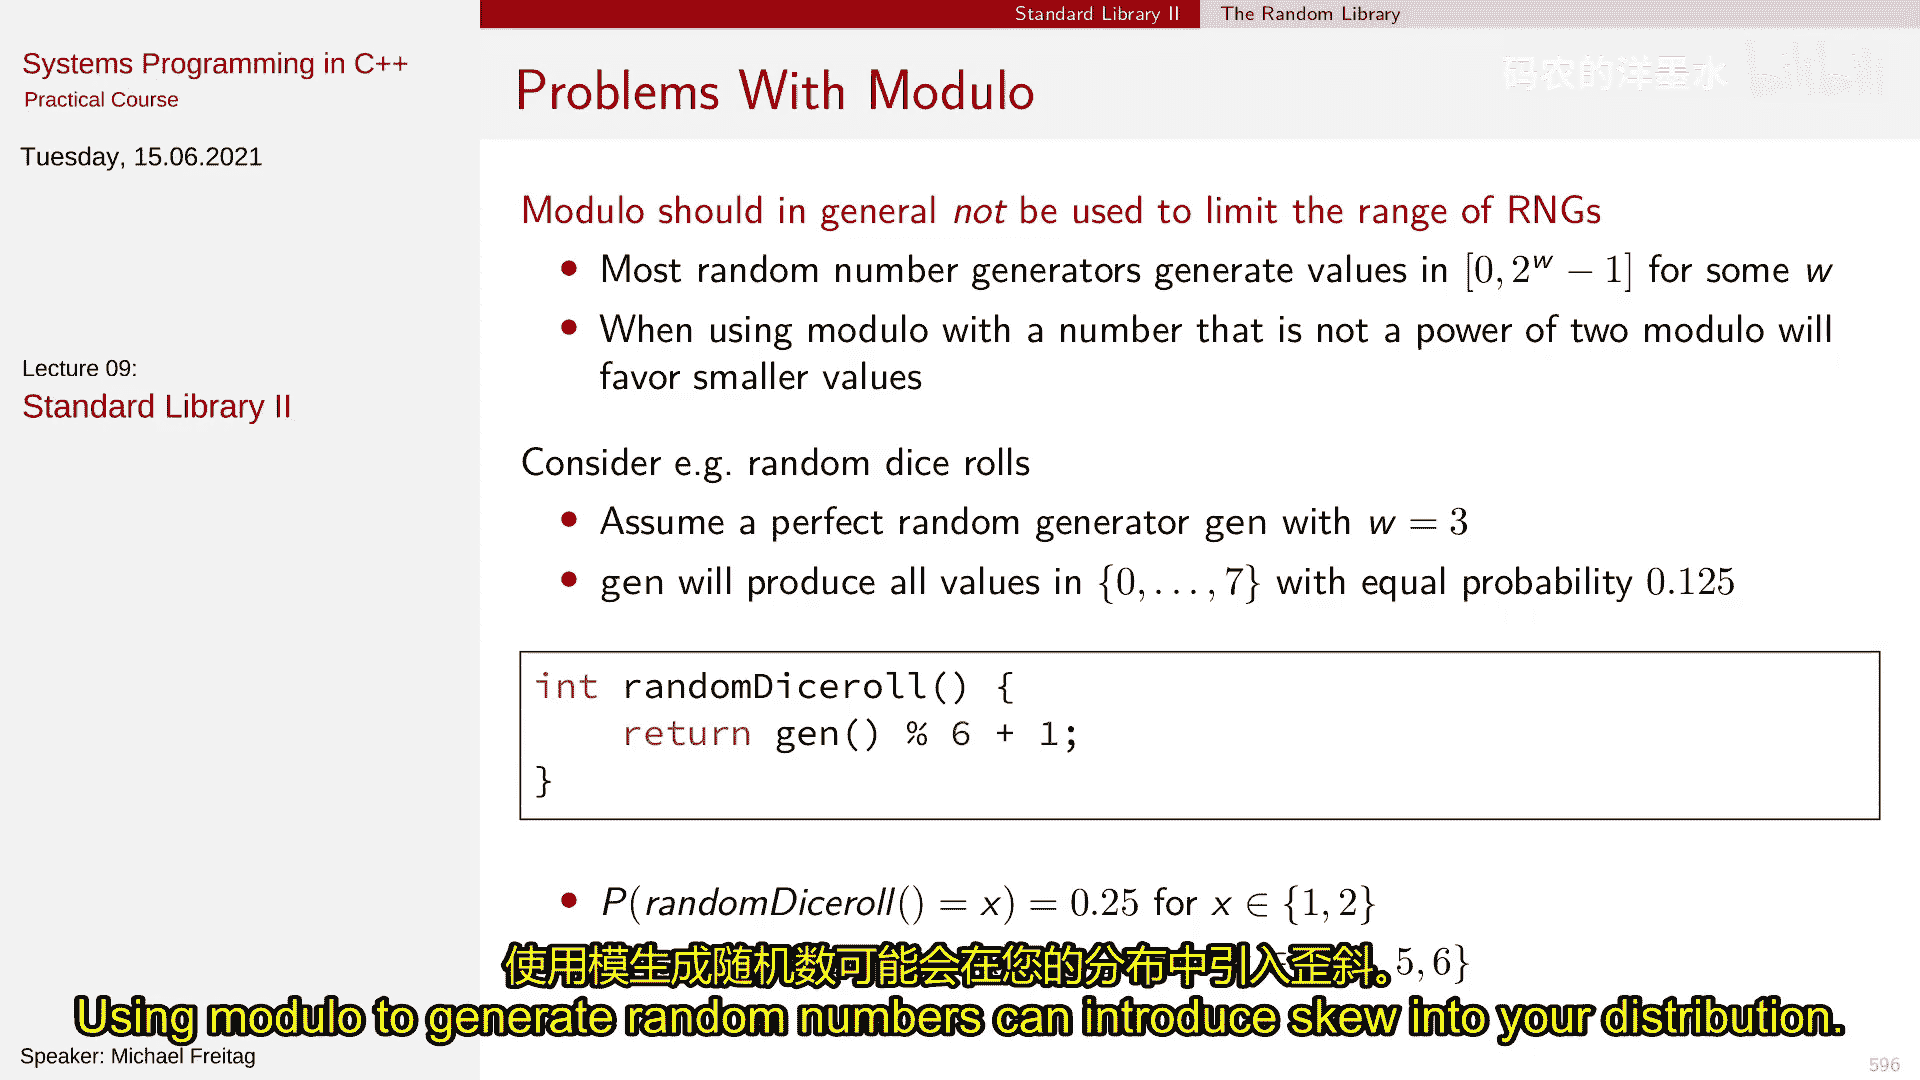 Standard Library II
The Random Library
Systems Programming in C++
Practical Course
Tuesday, 15.06.2021
Lecture 09:
Standard Library II
Problems With Modulo
码农的洋墨水 bilibili
Modulo should in general not be used to limit the range of RNGs
• Most random number generators generate values in [0, 2^w − 1] for some w
• When using modulo with a number that is not a power of two modulo will
favor smaller values
Consider e.g. random dice rolls
• Assume a perfect random generator gen with w = 3
• gen will produce all values in {0, . . . , 7} with equal probability 0.125
int randomDiceroll() {
return gen() % 6 + 1;
}
• P(randomDiceroll() = x) = 0.25 for x ∈ {1, 2}
5, 6}
使用模生成随机数可能会在您的分布中引入歪斜。
Using modulo to generate random numbers can introduce skew into your distribution.
Speaker: Michael Freitag
596